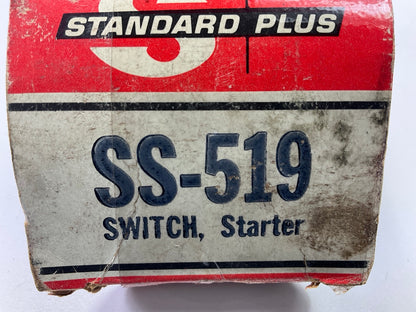 STANDARD PLUS
SS-519
SWITCH, Starter